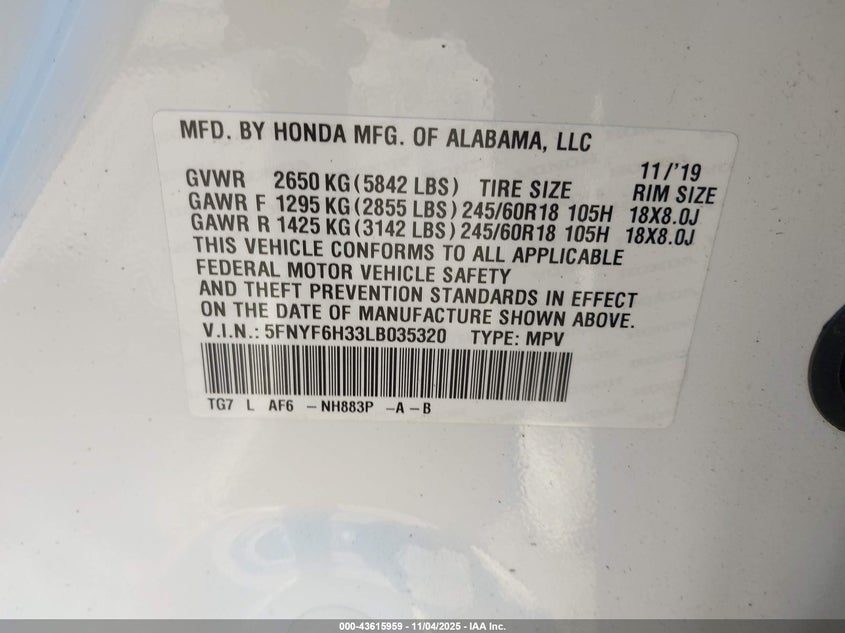 MFD. BY HONDA MFG. OF ALABAMA, LLC
11/'19
GVWR 2650 KG (5842 LBS) TIRE SIZE RIM SIZE
GAWR F 1295 KG (2855 LBS) 245/60R18 105H 18X8.0J
GAWR R 1425 KG (3142 LBS) 245/60R18 105H 18X8.0J
THIS VEHICLE CONFORMS TO ALL APPLICABLE
FEDERAL MOTOR VEHICLE SAFETY
AND THEFT PREVENTION STANDARDS IN EFFECT
ON THE DATE OF MANUFACTURE SHOWN ABOVE.
V.I.N.: 5FNYF6H33LB035320 TYPE: MPV
TG7 L AF6 - NH883P -A - B
000-43615959 - 11/04/2025 - IAA Inc.